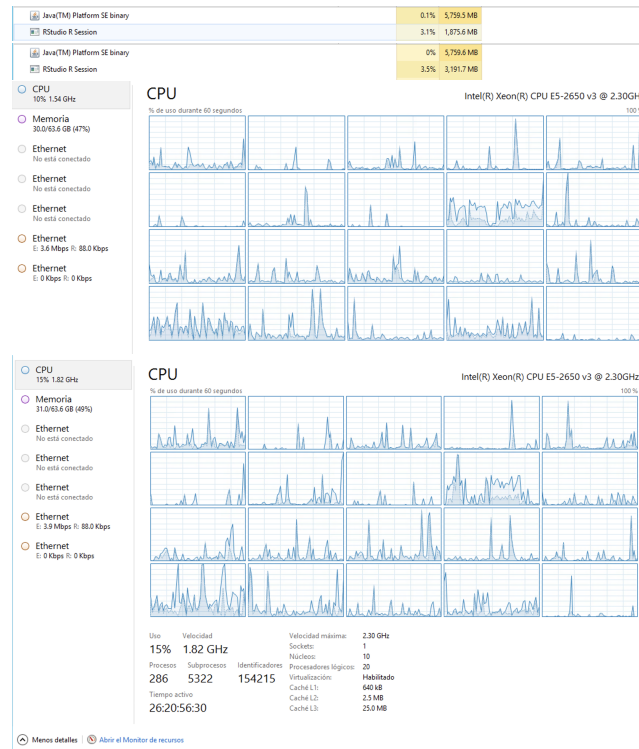 Java(TM) Platform SE binary 0.1% 5,759.5 MB
RStudio R Session 3.1% 1,875.6 MB
Java(TM) Platform SE binary 0% 5,759.6 MB
RStudio R Session 3.5% 3,191.7 MB
CPU
10% 1.54 GHz
Memoria
30.0/63.6 GB (47%)
Ethernet
No está conectado
Ethernet
No está conectado
Ethernet
No está conectado
Ethernet
E: 3.6 Mbps R: 88.0 Kbps
Ethernet
E: 0 Kbps R: 0 Kbps
CPU Intel(R) Xeon(R) CPU E5-2650 v3 @ 2.30GH
% de uso durante 60 segundos 100 %
CPU
15% 1.82 GHz
Memoria
31.0/63.6 GB (49%)
Ethernet
No está conectado
Ethernet
No está conectado
Ethernet
No está conectado
Ethernet
E: 3.9 Mbps R: 88.0 Kbps
Ethernet
E: 0 Kbps R: 0 Kbps
CPU Intel(R) Xeon(R) CPU E5-2650 v3 @ 2.30GHz
% de uso durante 60 segundos 100 %
Uso Velocidad
15% 1.82 GHz
Procesos Subprocesos Identificadores
286 5322 154215
Tiempo activo
26:20:56:30
Velocidad máxima: 2.30 GHz
Sockets: 1
Núcleos: 10
Procesadores lógicos: 20
Virtualización: Habilitado
Caché L1: 640 kB
Caché L2: 2.5 MB
Caché L3: 25.0 MB
Menos detalles Abrir el Monitor de recursos